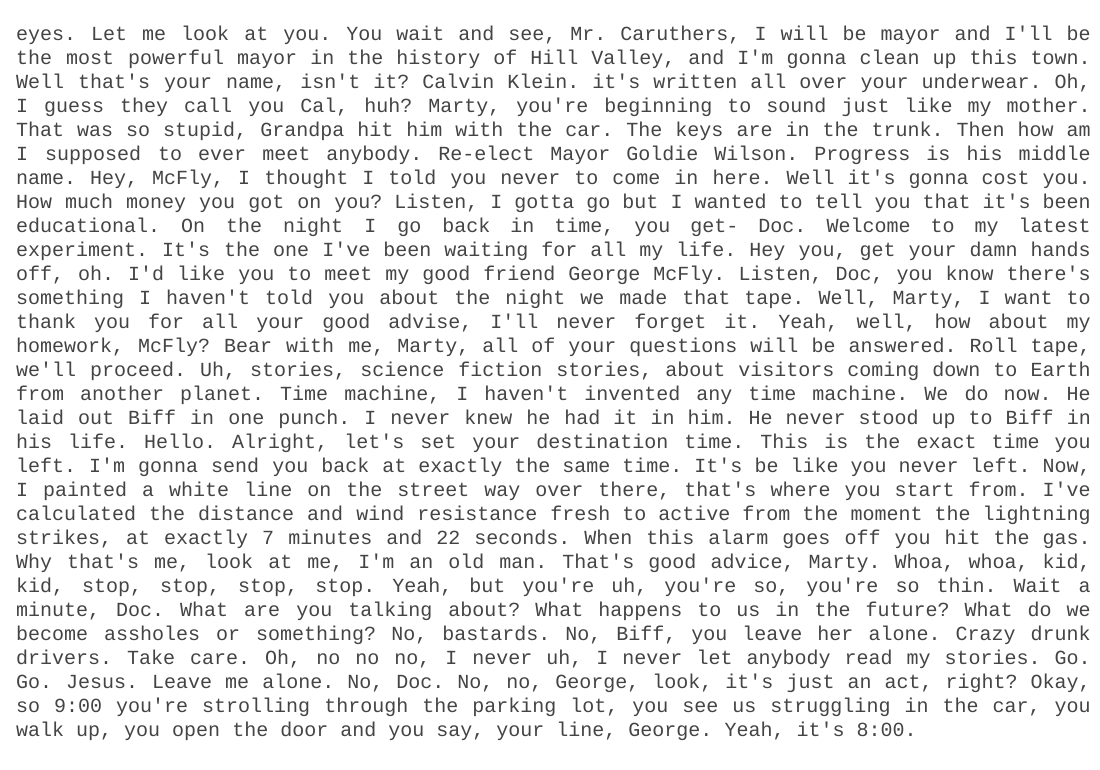 eyes. Let me look at you. You wait and see, Mr. Caruthers, I will be mayor and I'll be
the most powerful mayor in the history of Hill Valley, and I'm gonna clean up this town.
Well that's your name, isn't it? Calvin Klein. it's written all over your underwear. Oh,
I guess they call you Cal, huh? Marty, you're beginning to sound just like my mother.
That was so stupid, Grandpa hit him with the car. The keys are in the trunk. Then how am
I supposed to ever meet anybody. Re-elect Mayor Goldie Wilson. Progress is his middle
name. Hey, McFly, I thought I told you never to come in here. Well it's gonna cost you.
How much money you got on you? Listen, I gotta go but I wanted to tell you that it's been
educational. On the night I go back in time, you get- Doc. Welcome to my latest
experiment. It's the one I've been waiting for all my life. Hey you, get your damn hands
off, oh. I'd like you to meet my good friend George McFly. Listen, Doc, you know there's
something I haven't told you about the night we made that tape. Well, Marty, I want to
thank you for all your good advise, I'll never forget it. Yeah, well, how about my
homework, McFly? Bear with me, Marty, all of your questions will be answered. Roll tape,
we'll proceed. Uh, stories, science fiction stories, about visitors coming down to Earth
from another planet. Time machine, I haven't invented any time machine. We do now. He
laid out Biff in one punch. I never knew he had it in him. He never stood up to Biff in
his life. Hello. Alright, let's set your destination time. This is the exact time you
left. I'm gonna send you back at exactly the same time. It's be like you never left. Now,
I painted a white line on the street way over there, that's where you start from. I've
calculated the distance and wind resistance fresh to active from the moment the lightning
strikes, at exactly 7 minutes and 22 seconds. When this alarm goes off you hit the gas.
Why that's me, look at me, I'm an old man. That's good advice, Marty. Whoa, whoa, kid,
kid, stop, stop, stop, stop. Yeah, but you're uh, you're so, you're so thin. Wait a
minute, Doc. What are you talking about? What happens to us in the future? What do we
become assholes or something? No, bastards. No, Biff, you leave her alone. Crazy drunk
drivers. Take care. Oh, no no no, I never uh, I never let anybody read my stories. Go.
Go. Jesus. Leave me alone. No, Doc. No, no, George, look, it's just an act, right? Okay,
so 9:00 you're strolling through the parking lot, you see us struggling in the car, you
walk up, you open the door and you say, your line, George. Yeah, it's 8:00.